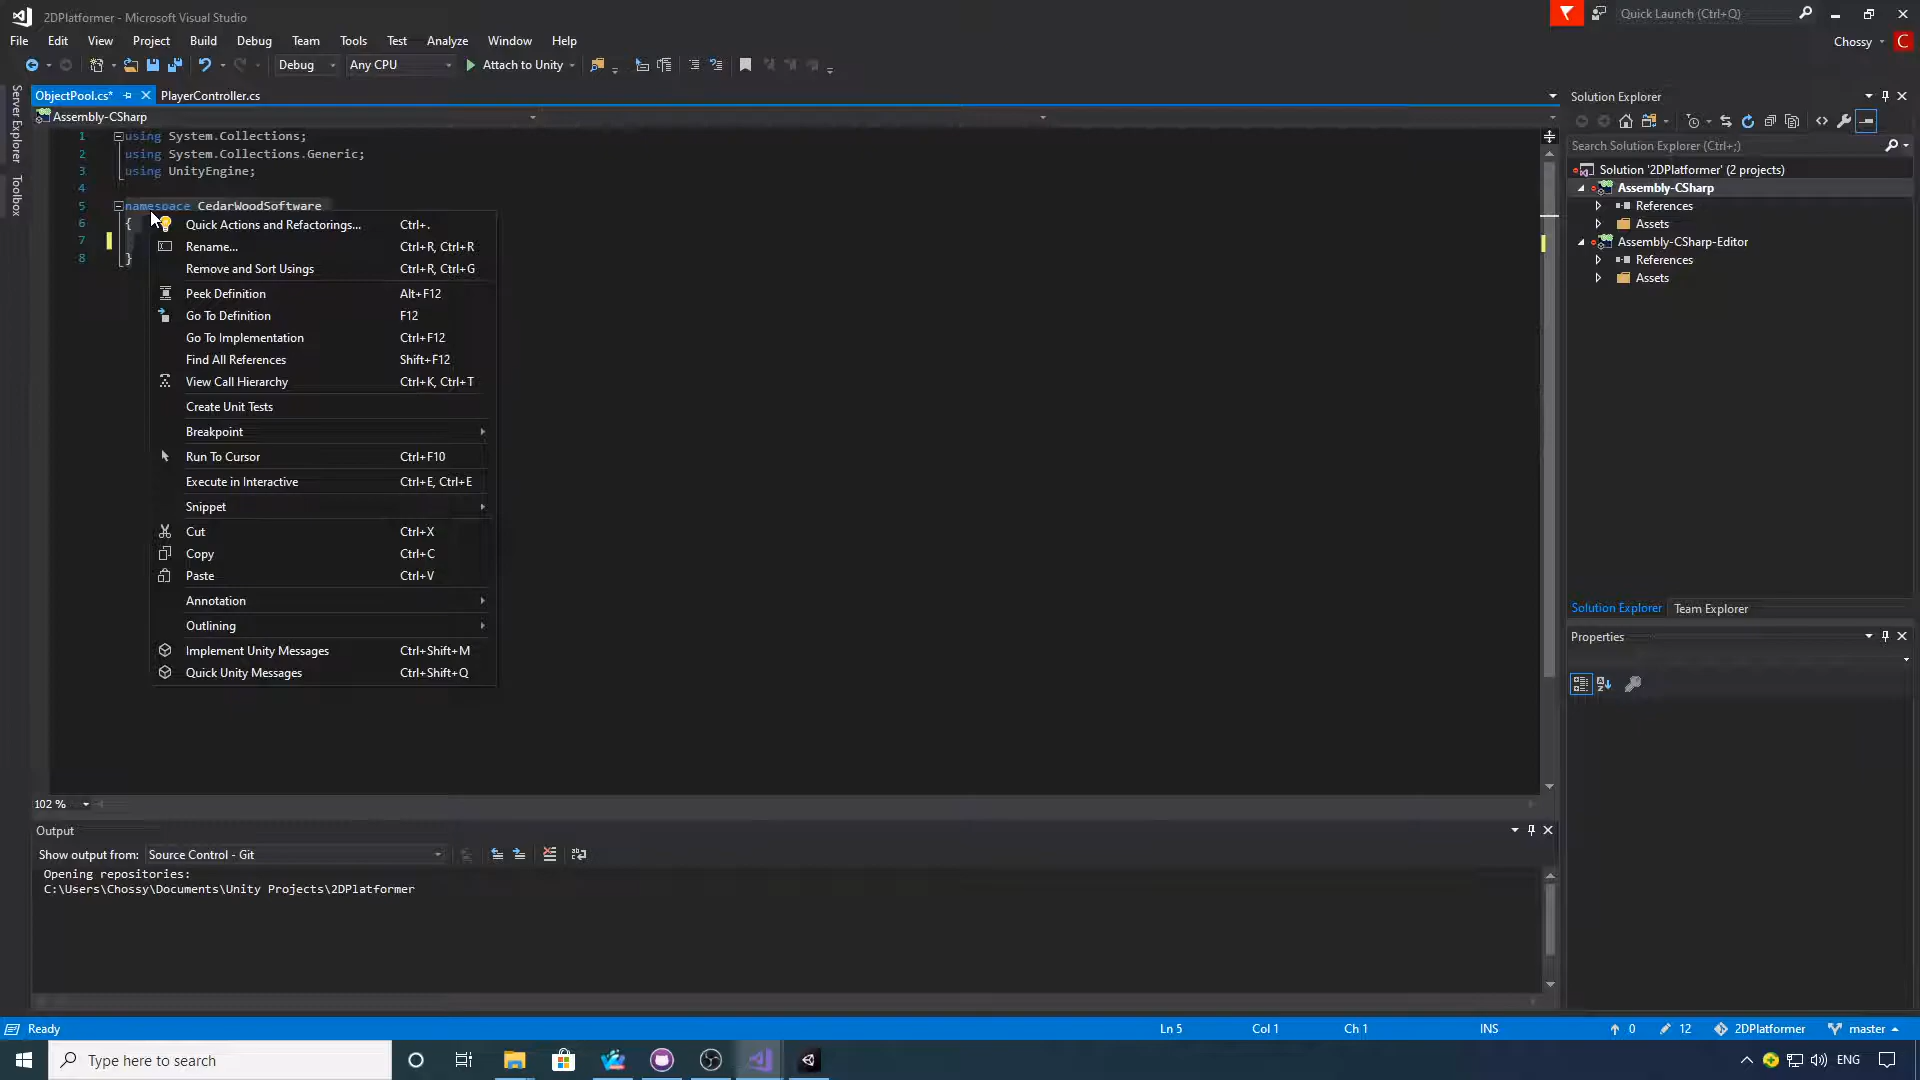 2DPlatformer - Microsoft Visual Studio
Quick Launch (Ctrl+Q)
File Edit View Project Build Debug Team Tools Test Analyze Window Help
Chossy C
Debug Any CPU Attach to Unity
Server Explorer
Toolbox
ObjectPool.cs* PlayerController.cs
Assembly-CSharp
1 using System.Collections;
2 using System.Collections.Generic;
3 using UnityEngine;
4
5 namespace CedarWoodSoftware
6 {
7
8 }
Quick Actions and Refactorings... Ctrl+.
Rename... Ctrl+R, Ctrl+R
Remove and Sort Usings Ctrl+R, Ctrl+G
Peek Definition Alt+F12
Go To Definition F12
Go To Implementation Ctrl+F12
Find All References Shift+F12
View Call Hierarchy Ctrl+K, Ctrl+T
Create Unit Tests
Breakpoint
Run To Cursor Ctrl+F10
Execute in Interactive Ctrl+E, Ctrl+E
Snippet
Cut Ctrl+X
Copy Ctrl+C
Paste Ctrl+V
Annotation
Outlining
Implement Unity Messages Ctrl+Shift+M
Quick Unity Messages Ctrl+Shift+Q
102 %
Solution Explorer
Search Solution Explorer (Ctrl+;)
Solution '2DPlatformer' (2 projects)
Assembly-CSharp
References
Assets
Assembly-CSharp-Editor
References
Assets
Solution Explorer Team Explorer
Properties
Output
Show output from: Source Control - Git
Opening repositories:
C:\Users\Chossy\Documents\Unity Projects\2DPlatformer
Ready Ln 5 Col 1 Ch 1 INS 0 12 2DPlatformer master
Type here to search
ENG